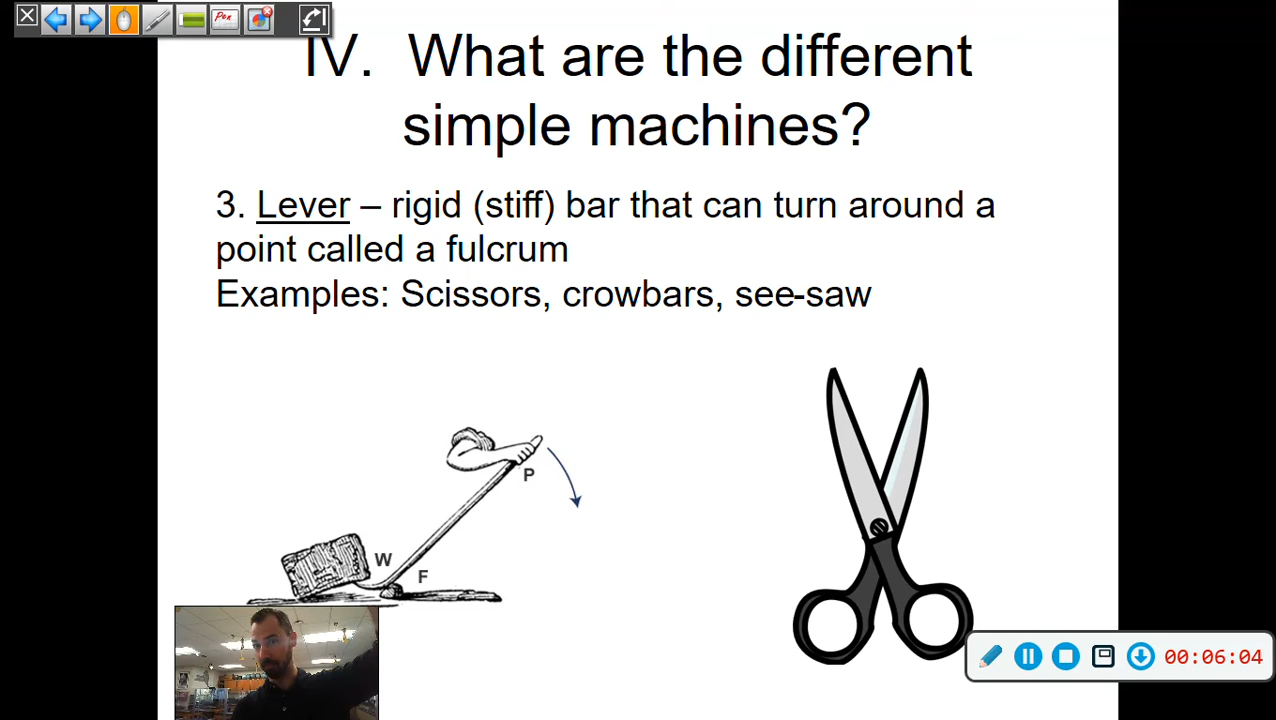 Pen
IV. What are the different
simple machines?
3. Lever – rigid (stiff) bar that can turn around a
point called a fulcrum
Examples: Scissors, crowbars, see-saw
P
W
F
00:06:04